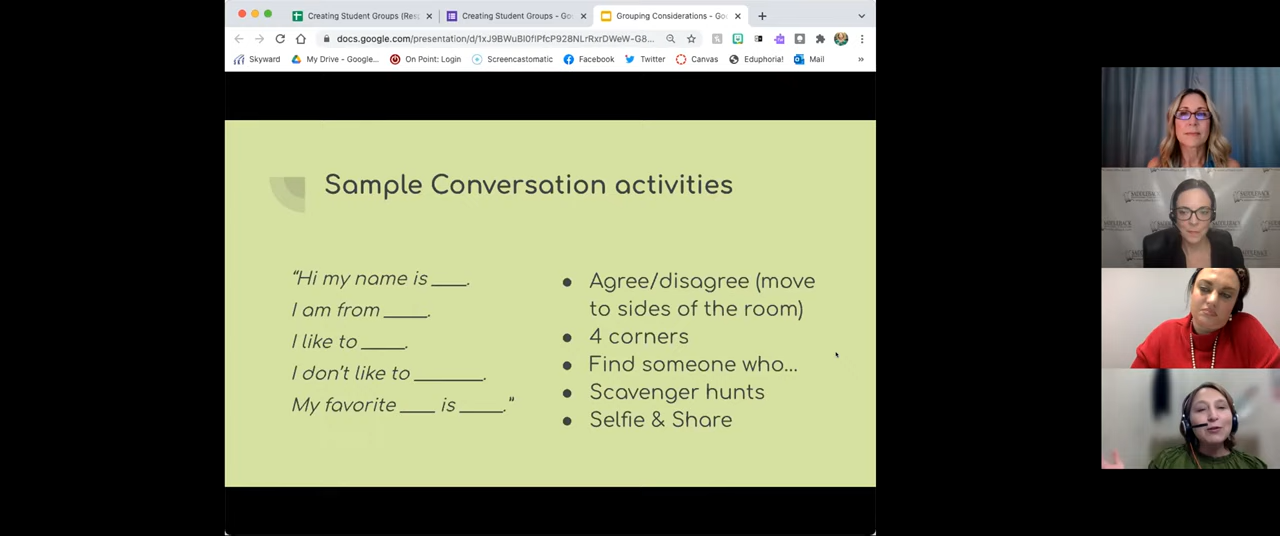 Creating Student Groups (Res
Creating Student Groups - Go
Grouping Considerations - Go
docs.google.com/presentation/d/1xJ9BWuBl0fIPfcP928NLrRxrDWeW-G8...
Skyward
My Drive - Google...
On Point: Login
Screencastomatic
Facebook
Twitter
Canvas
Eduphoria!
Mail
Sample Conversation activities
“Hi my name is ____.
I am from _____.
I like to _____.
I don’t like to ________.
My favorite ____ is _____.”
Agree/disagree (move
to sides of the room)
4 corners
Find someone who...
Scavenger hunts
Selfie & Share
SADDLEBACK